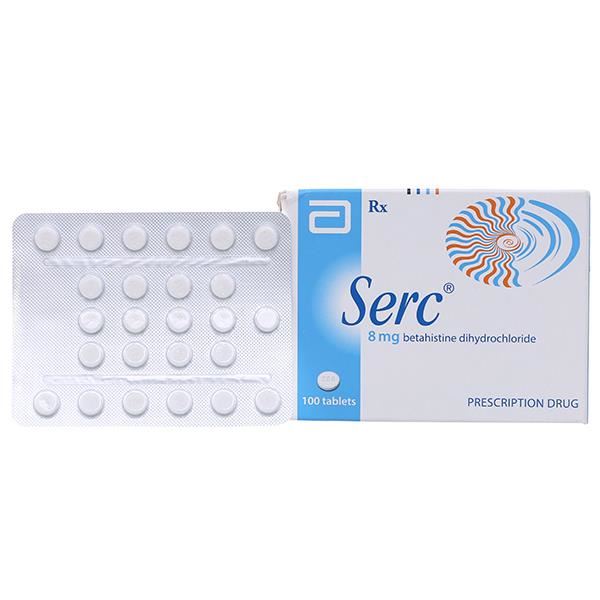 Rx
Serc®
8 mg betahistine dihydrochloride
100 tablets
PRESCRIPTION DRUG